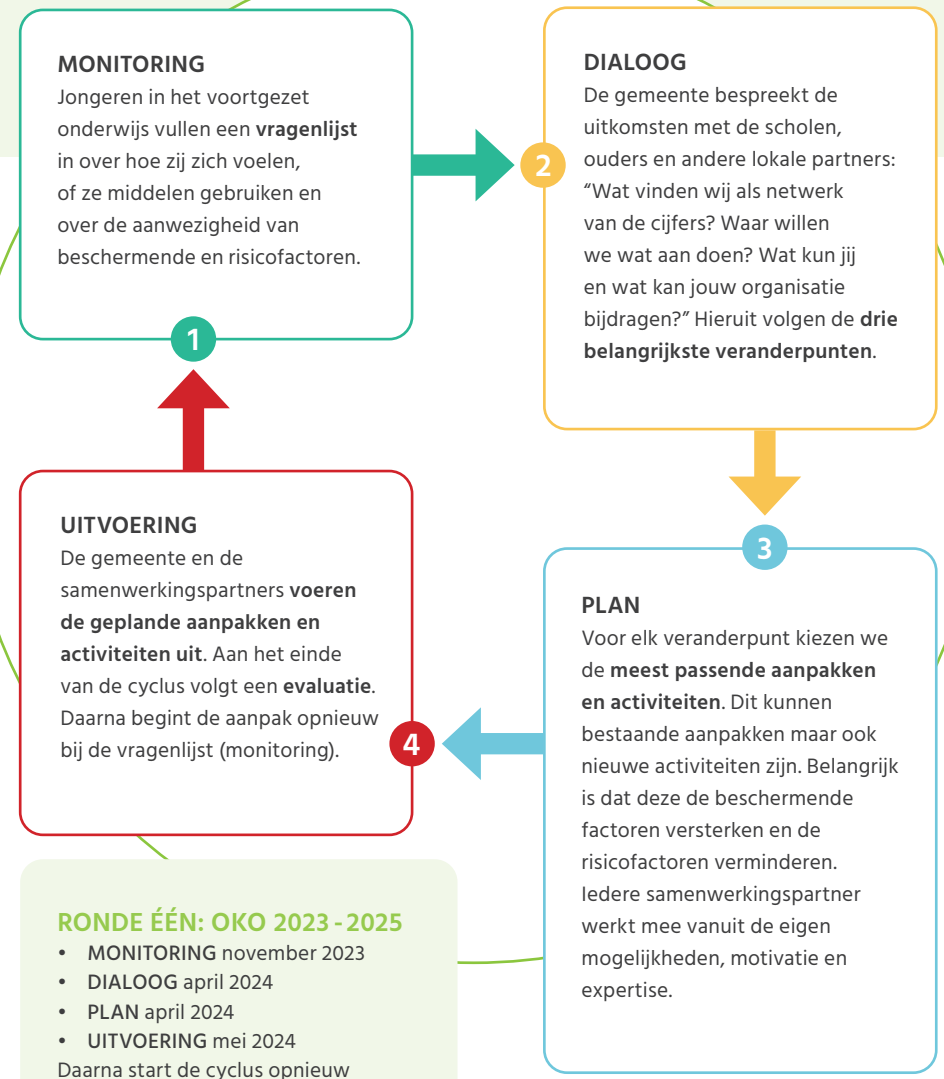 MONITORING
Jongeren in het voortgezet
onderwijs vullen een vragenlijst
in over hoe zij zich voelen,
of ze middelen gebruiken en
over de aanwezigheid van
beschermende en risicofactoren.
1
2
DIALOOG
De gemeente bespreekt de
uitkomsten met de scholen,
ouders en andere lokale partners:
“Wat vinden wij als netwerk
van de cijfers? Waar willen
we wat aan doen? Wat kun jij
en wat kan jouw organisatie
bijdragen?” Hieruit volgen de drie
belangrijkste veranderpunten.
3
PLAN
Voor elk veranderpunt kiezen we
de meest passende aanpakken
en activiteiten. Dit kunnen
bestaande aanpakken maar ook
nieuwe activiteiten zijn. Belangrijk
is dat deze de beschermende
factoren versterken en de
risicofactoren verminderen.
Iedere samenwerkingspartner
werkt mee vanuit de eigen
mogelijkheden, motivatie en
expertise.
4
UITVOERING
De gemeente en de
samenwerkingspartners voeren
de geplande aanpakken en
activiteiten uit. Aan het einde
van de cyclus volgt een evaluatie.
Daarna begint de aanpak opnieuw
bij de vragenlijst (monitoring).
RONDE ÉÉN: OKO 2023-2025
• MONITORING november 2023
• DIALOOG april 2024
• PLAN april 2024
• UITVOERING mei 2024
Daarna start de cyclus opnieuw